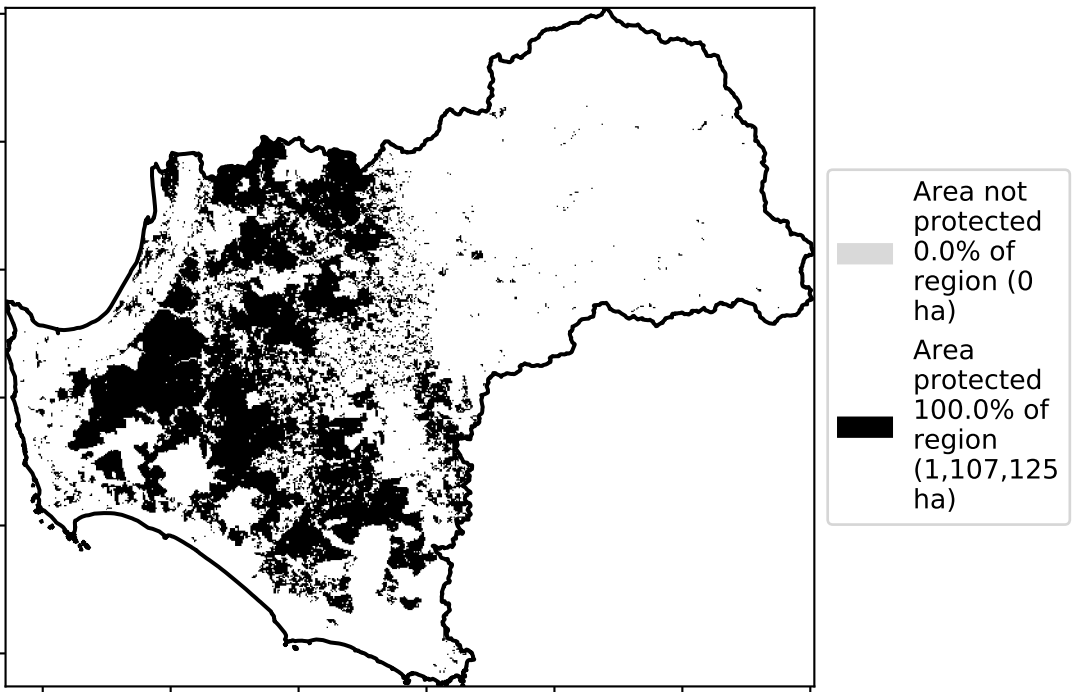 Area not
protected
0.0% of
region (0
ha)
Area
protected
100.0% of
region
(1,107,125
ha)